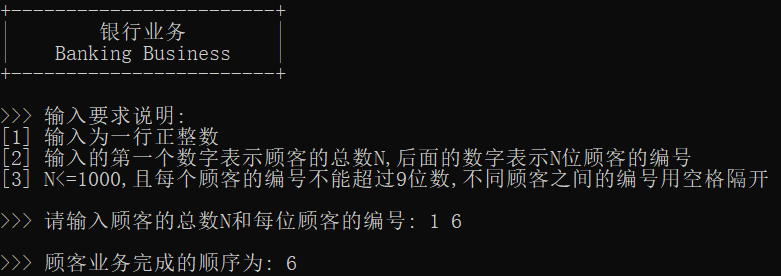 +-----------------------+
|        银行业务        |
|    Banking Business    |
+-----------------------+
>>> 输入要求说明:
[1] 输入为一行正整数
[2] 输入的第一个数字表示顾客的总数N,后面的数字表示N位顾客的编号
[3] N<=1000,且每个顾客的编号不能超过9位数,不同顾客之间的编号用空格隔开
>>> 请输入顾客的总数N和每位顾客的编号: 1 6
>>> 顾客业务完成的顺序为: 6